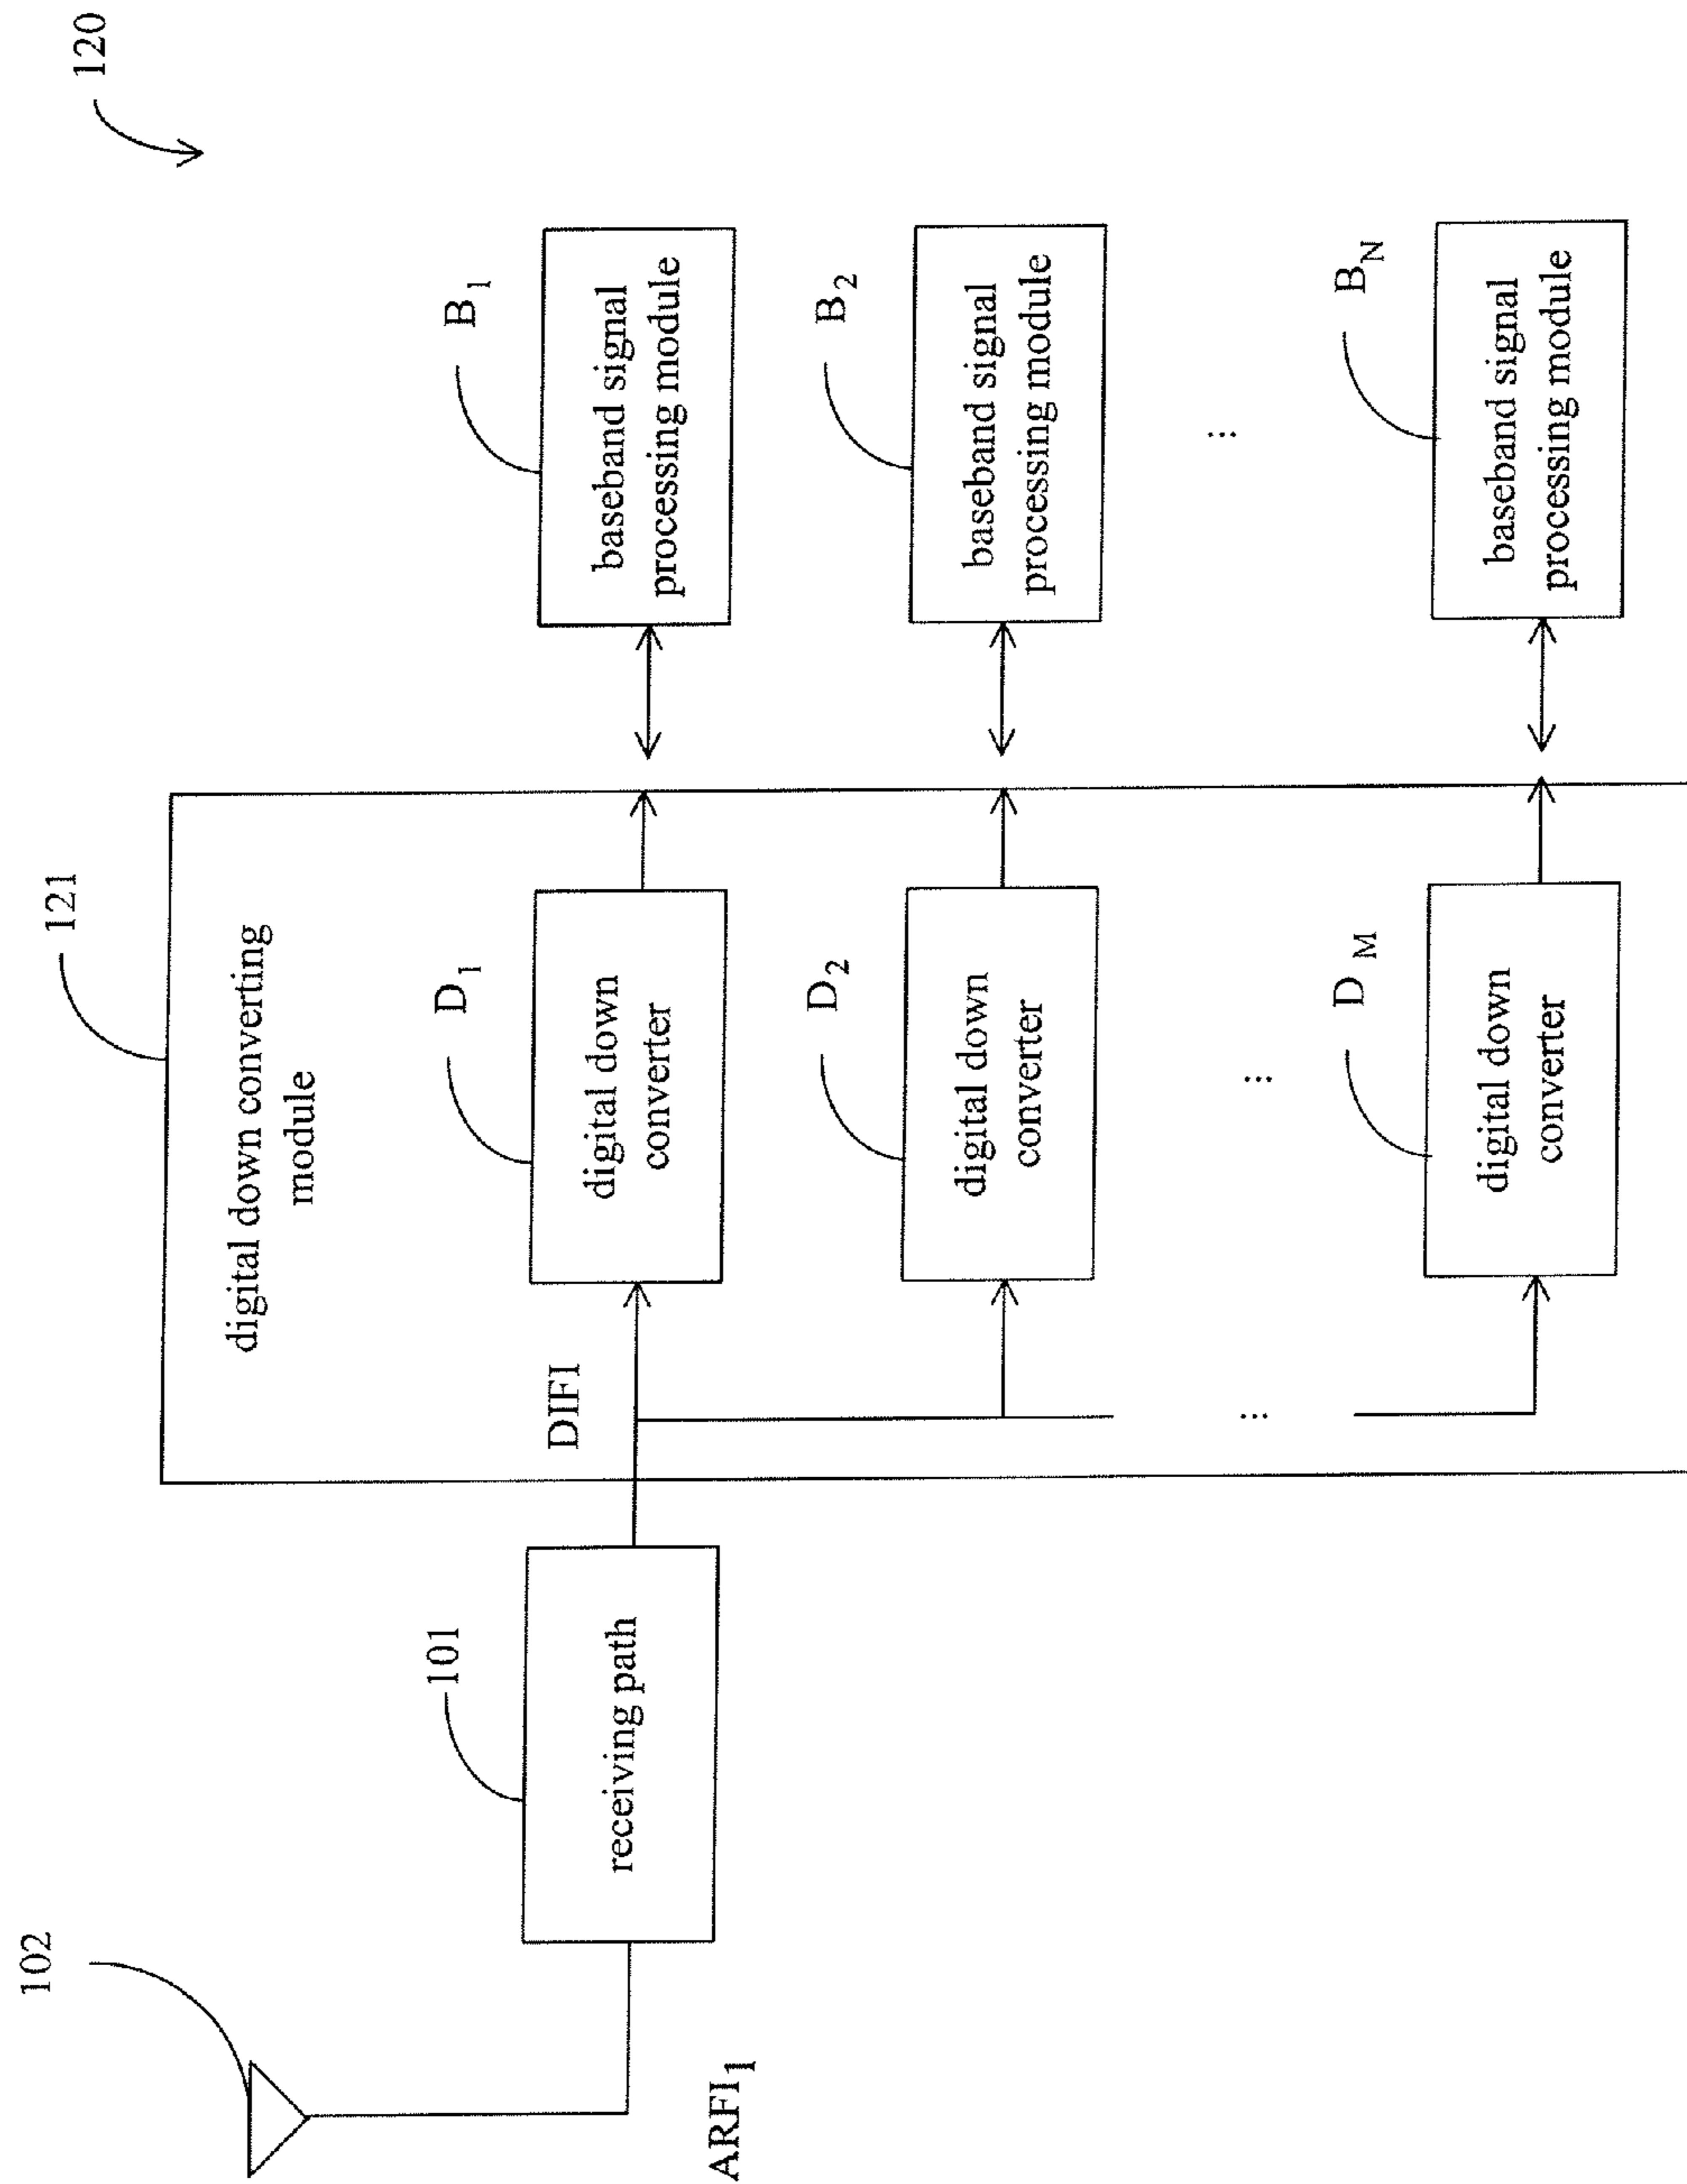 120
102
ARFI1
101
receiving path
121
digital down converting
module
DIFI
D1
digital down
converter
D2
digital down
converter
...
...
DM
digital down
converter
B1
baseband signal
processing module
B2
baseband signal
processing module
...
BN
baseband signal
processing module